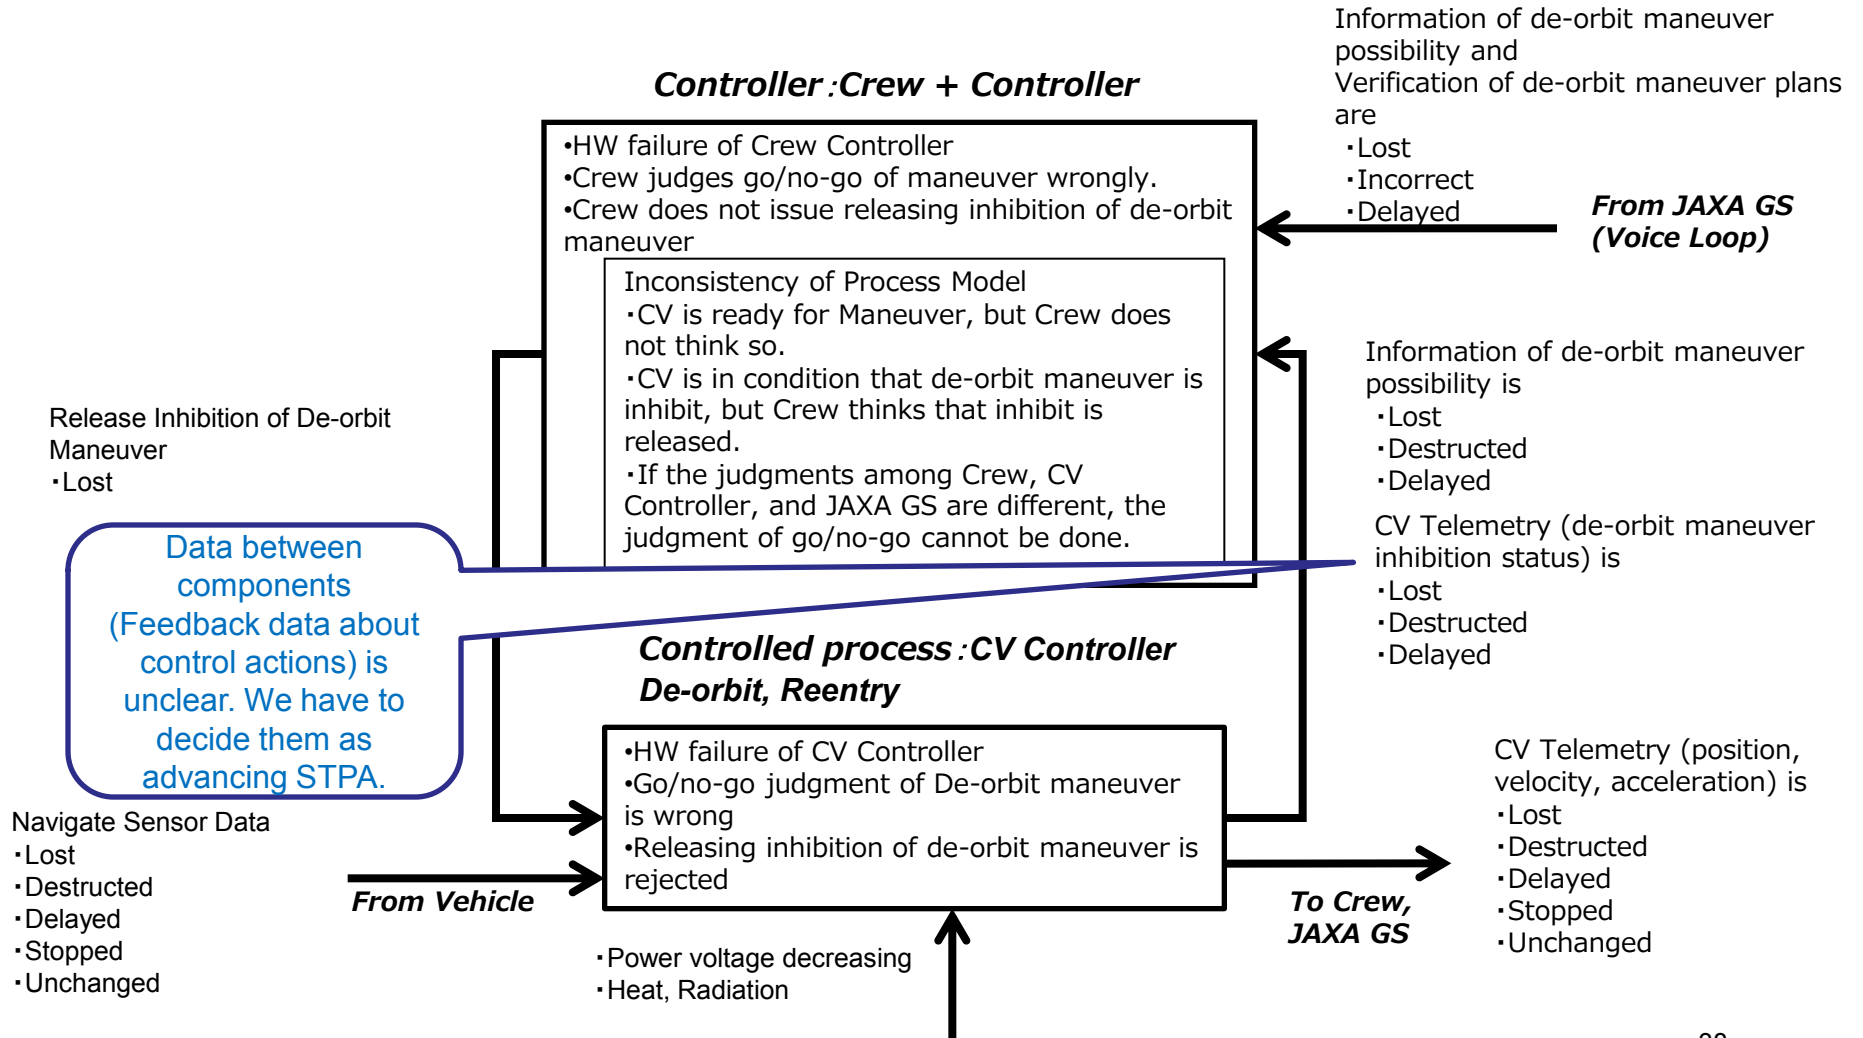 Information of de-orbit maneuver
possibility and
Verification of de-orbit maneuver plans
are
・Lost
・Incorrect
・Delayed
From JAXA GS
(Voice Loop)
Controller：Crew + Controller
•HW failure of Crew Controller
•Crew judges go/no-go of maneuver wrongly.
•Crew does not issue releasing inhibition of de-orbit
maneuver
Inconsistency of Process Model
・CV is ready for Maneuver, but Crew does
not think so.
・CV is in condition that de-orbit maneuver is
inhibit, but Crew thinks that inhibit is
released.
・If the judgments among Crew, CV
Controller, and JAXA GS are different, the
judgment of go/no-go cannot be done.
Information of de-orbit maneuver
possibility is
・Lost
・Destructed
・Delayed
CV Telemetry (de-orbit maneuver
inhibition status) is
・Lost
・Destructed
・Delayed
Release Inhibition of De-orbit
Maneuver
・Lost
Data between
components
(Feedback data about
control actions) is
unclear. We have to
decide them as
advancing STPA.
Controlled process：CV Controller
De-orbit, Reentry
•HW failure of CV Controller
•Go/no-go judgment of De-orbit maneuver
is wrong
•Releasing inhibition of de-orbit maneuver is
rejected
Navigate Sensor Data
・Lost
・Destructed
・Delayed
・Stopped
・Unchanged
From Vehicle
・Power voltage decreasing
・Heat, Radiation
To Crew,
JAXA GS
CV Telemetry (position,
velocity, acceleration) is
・Lost
・Destructed
・Delayed
・Stopped
・Unchanged